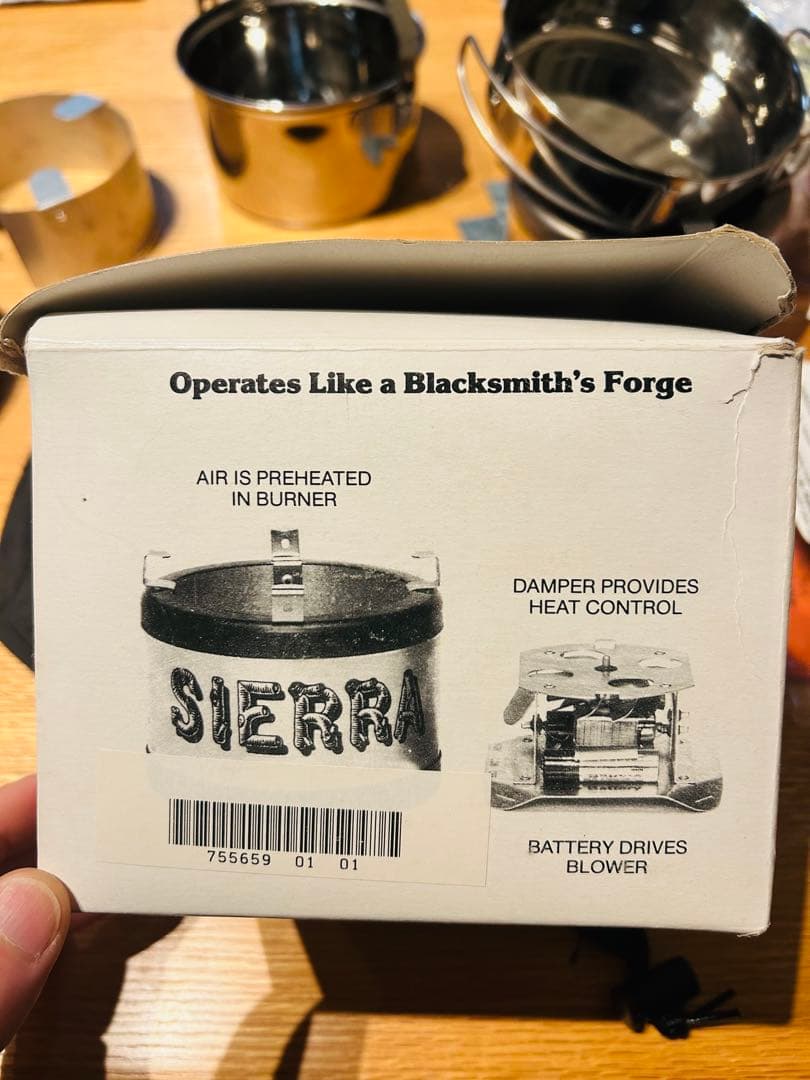 Operates Like a Blacksmith's Forge
AIR IS PREHEATED
IN BURNER
DAMPER PROVIDES
HEAT CONTROL
SIERRA
755659 01 01
BATTERY DRIVES
BLOWER